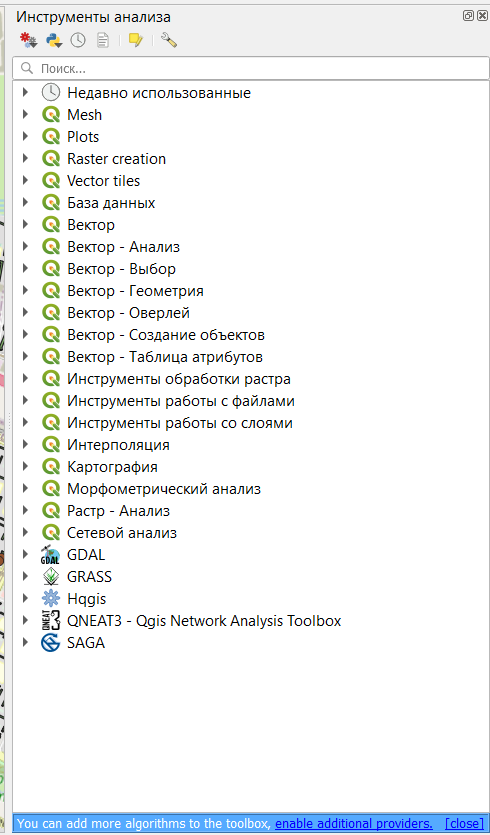 Инструменты анализа
Поиск...
Недавно использованные
Mesh
Plots
Raster creation
Vector tiles
База данных
Вектор
Вектор - Анализ
Вектор - Выбор
Вектор - Геометрия
Вектор - Оверлей
Вектор - Создание объектов
Вектор - Таблица атрибутов
Инструменты обработки растра
Инструменты работы с файлами
Инструменты работы со слоями
Интерполяция
Картография
Морфометрический анализ
Растр - Анализ
Сетевой анализ
GDAL GDAL
GRASS
Hqgis
QNEAT3 QNEAT3 - Qgis Network Analysis Toolbox
SAGA
You can add more algorithms to the toolbox, enable additional providers. [close]